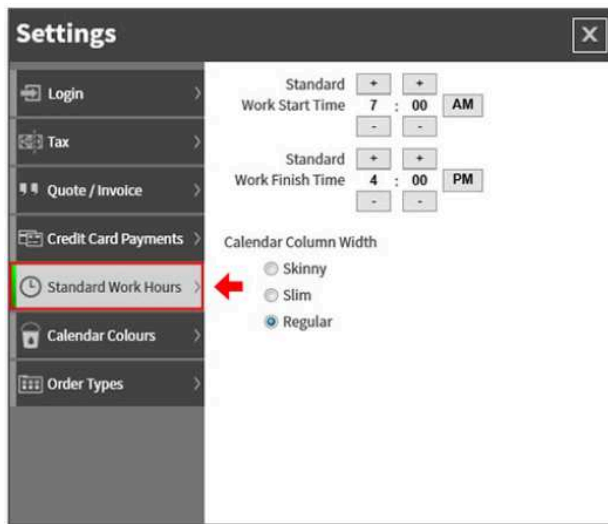 Settings
X
Login
Tax
Quote / Invoice
Credit Card Payments
Standard Work Hours
Calendar Colours
Order Types
+ +
Standard
Work Start Time 7 : 00 AM
- -
+ +
Standard
Work Finish Time 4 : 00 PM
- -
Calendar Column Width
Skinny
Slim
Regular